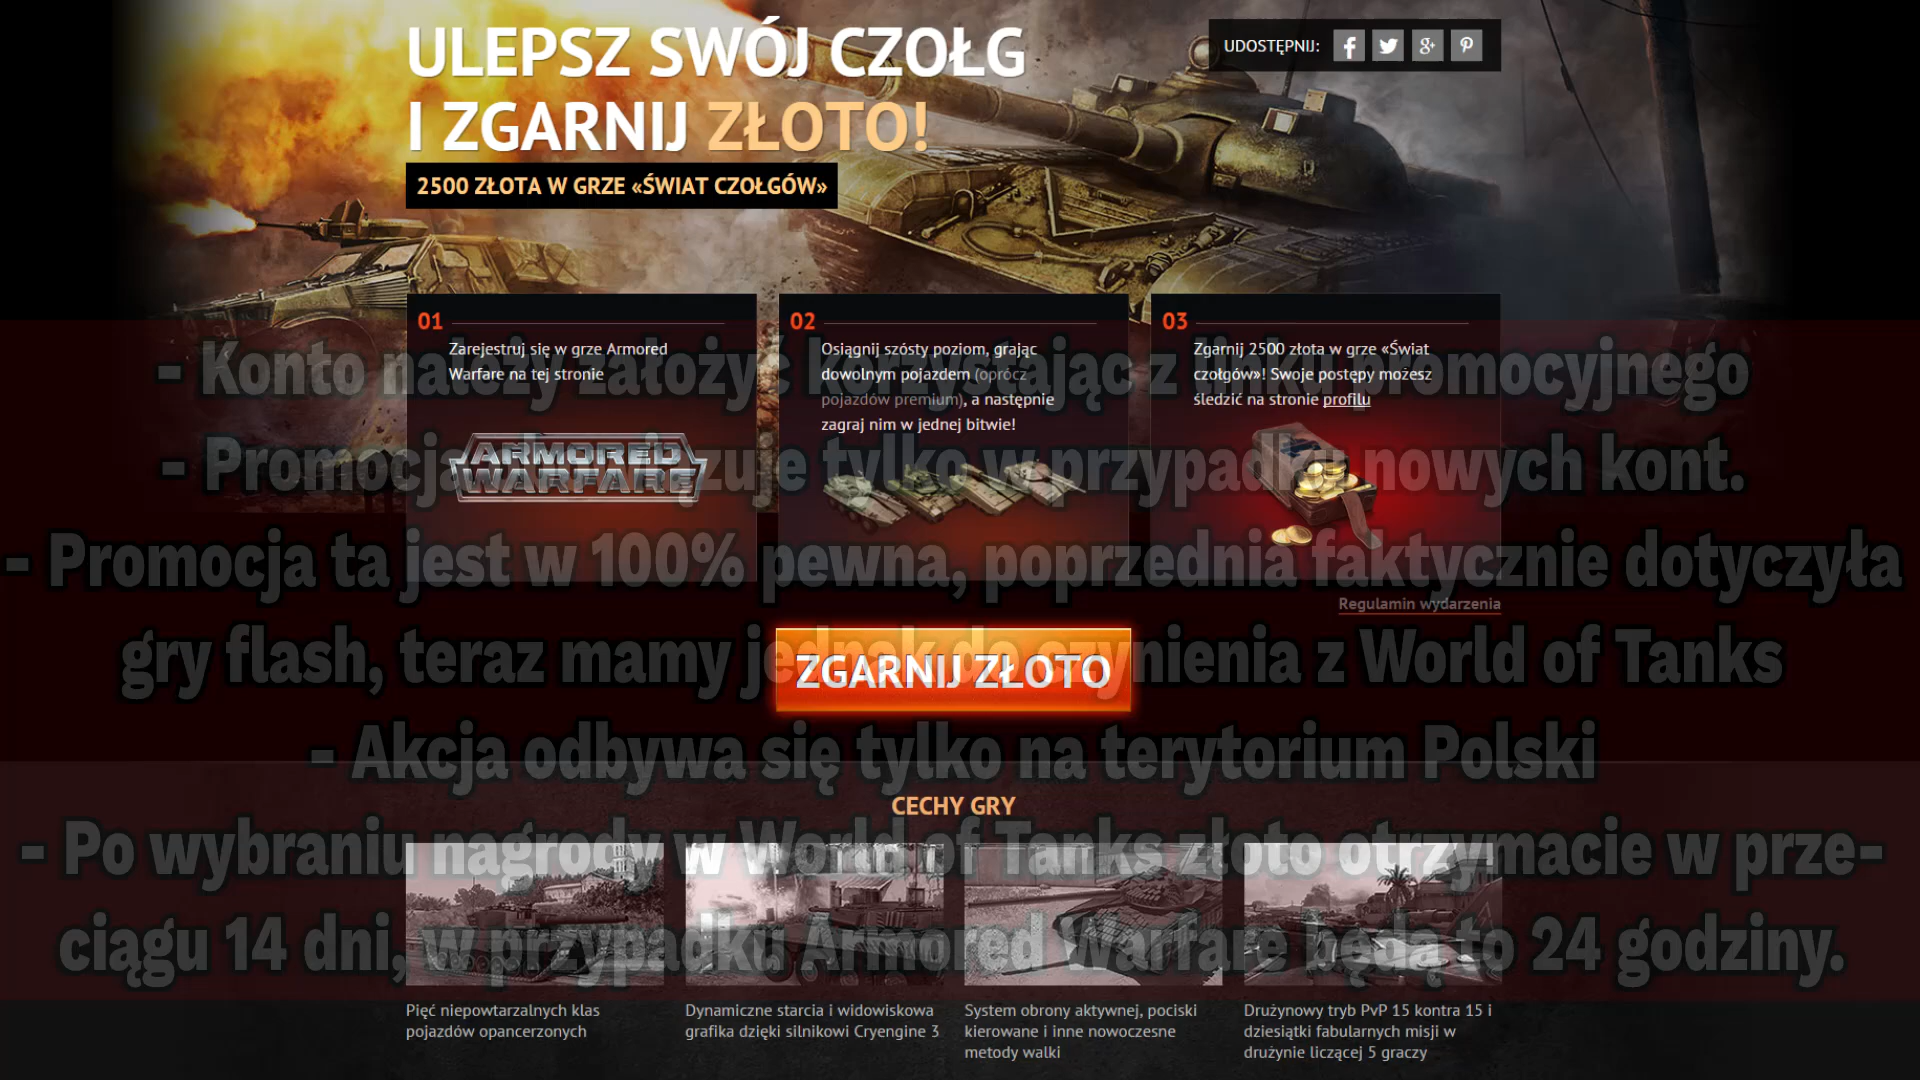 ULEPSZ SWÓJ CZOŁG
I ZGARNIJ ZŁOTO!
2500 ZŁOTA W GRZE «ŚWIAT CZOŁGÓW»
UDOSTĘPNIJ:
01
Zarejestruj się w grze Armored
Warfare na tej stronie
ARMORED
WARFARE
02
Osiągnij szósty poziom, grając
dowolnym pojazdem (oprócz
pojazdów premium), a następnie
zagraj nim w jednej bitwie!
03
Zgarnij 2500 złota w grze «Świat
czołgów»! Swoje postępy możesz
śledzić na stronie profilu
Regulamin wydarzenia
ZGARNIJ ZŁOTO
CECHY GRY
Pięć niepowtarzalnych klas
pojazdów opancerzonych
Dynamiczne starcia i widowiskowa
grafika dzięki silnikowi Cryengine 3
System obrony aktywnej, pociski
kierowane i inne nowoczesne
metody walki
Drużynowy tryb PvP 15 kontra 15 i
dziesiątki fabularnych misji w
drużynie liczącej 5 graczy
- Konto należy założyć korzystając z linku promocyjnego
- Promocja tylko w przypadku nowych kont.
- Promocja ta jest w 100% pewna, poprzednia faktycznie dotyczyła
gry flash, teraz mamy jednak do czynienia z World of Tanks
- Akcja odbywa się tylko na terytorium Polski
- Po wybraniu nagrody w World of Tanks złoto otrzymacie w prze-
ciągu 14 dni, w przypadku Armored Warfare będą to 24 godziny.